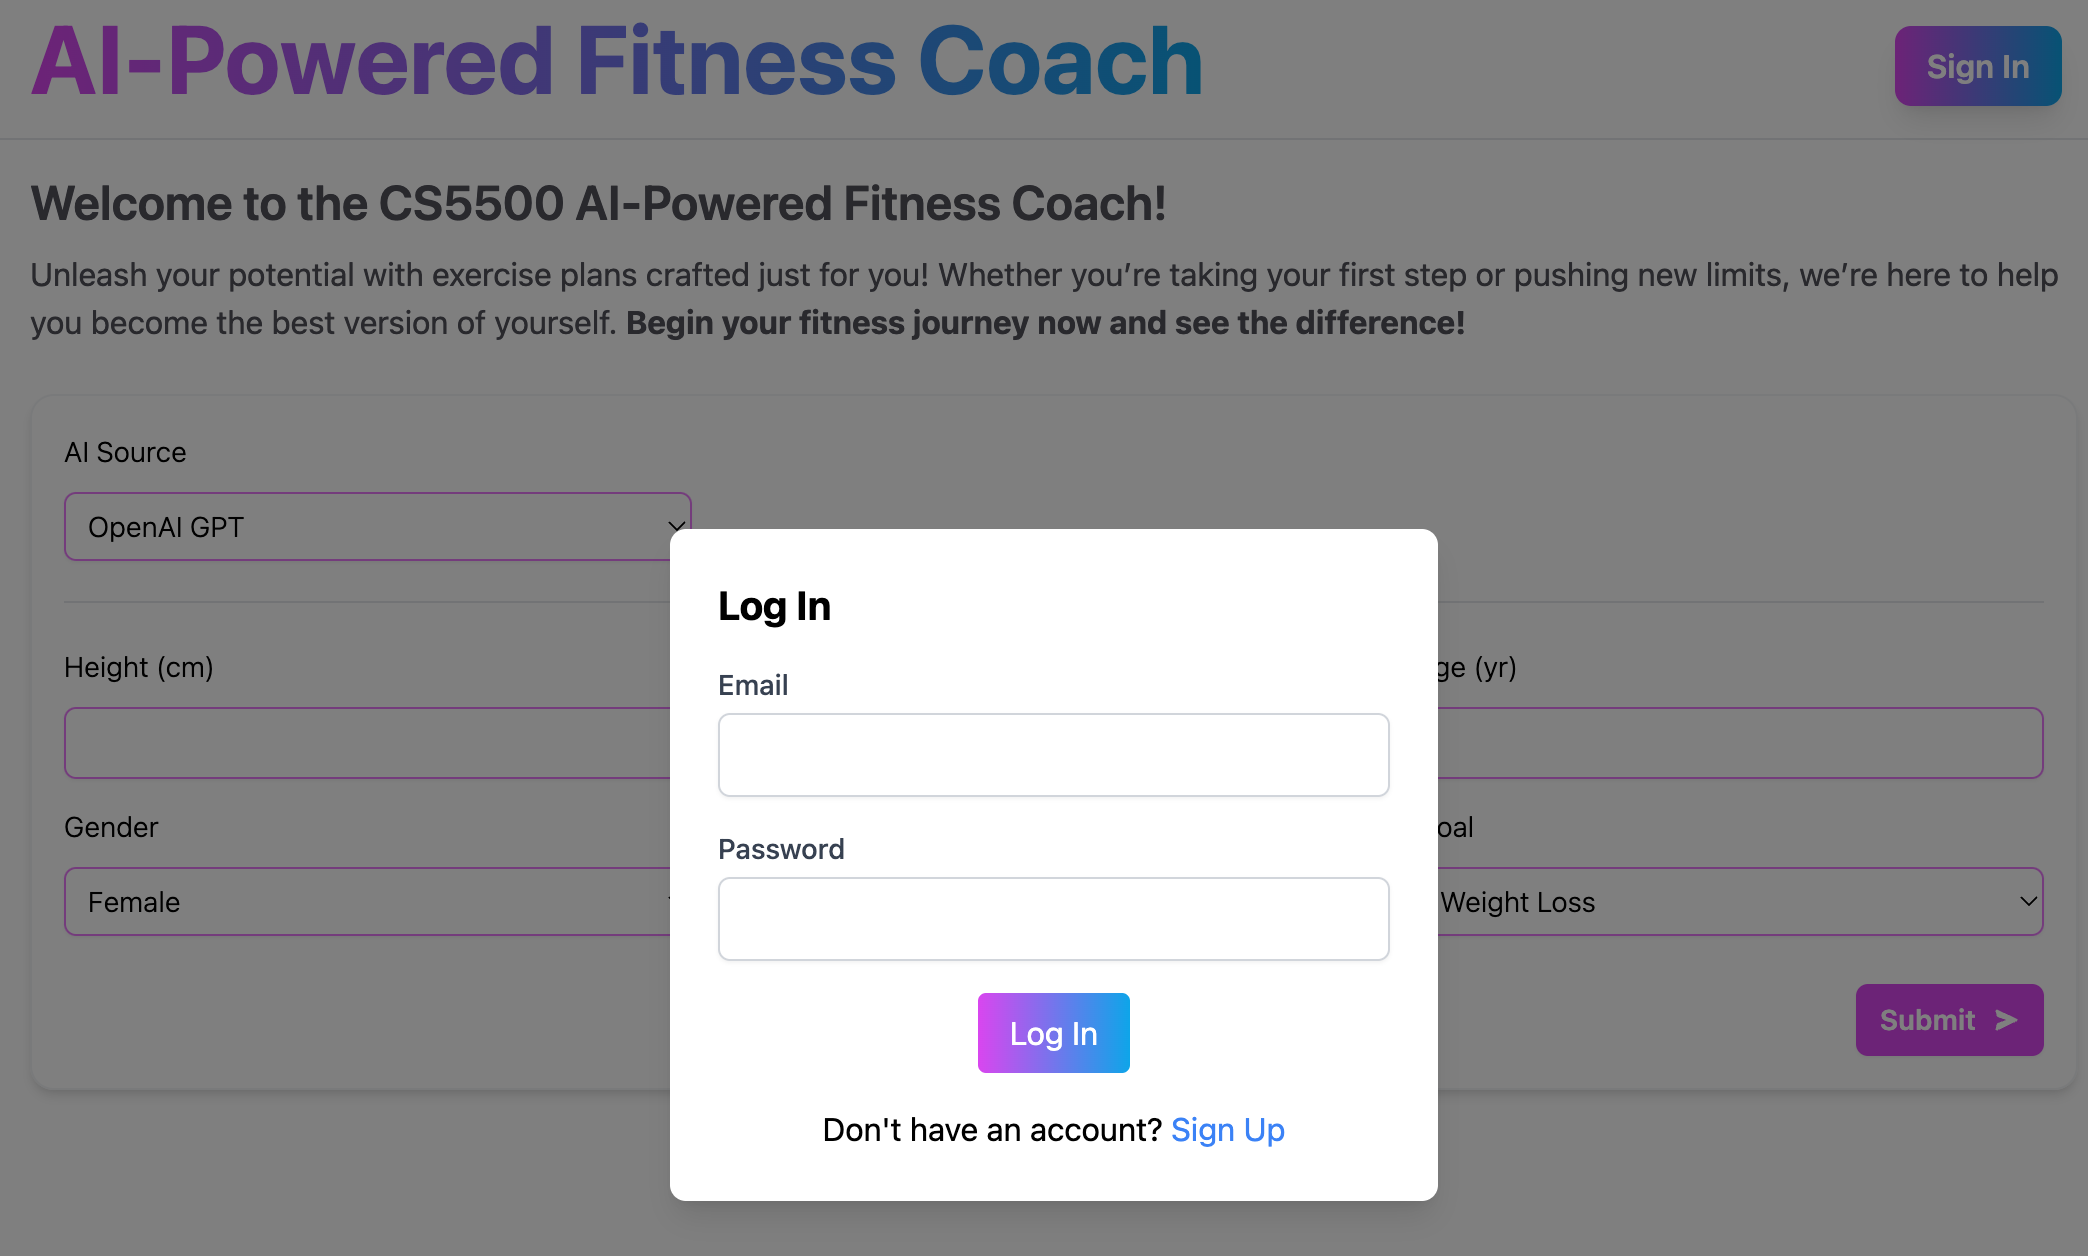 AI-Powered Fitness Coach
Sign In
Welcome to the CS5500 AI-Powered Fitness Coach!
Unleash your potential with exercise plans crafted just for you! Whether you’re taking your first step or pushing new limits, we’re here to help
you become the best version of yourself. Begin your fitness journey now and see the difference!
AI Source
OpenAI GPT
Log In
Height (cm)
ge (yr)
Email
Gender
oal
Password
Female
Weight Loss
Submit
Log In
Don't have an account? Sign Up